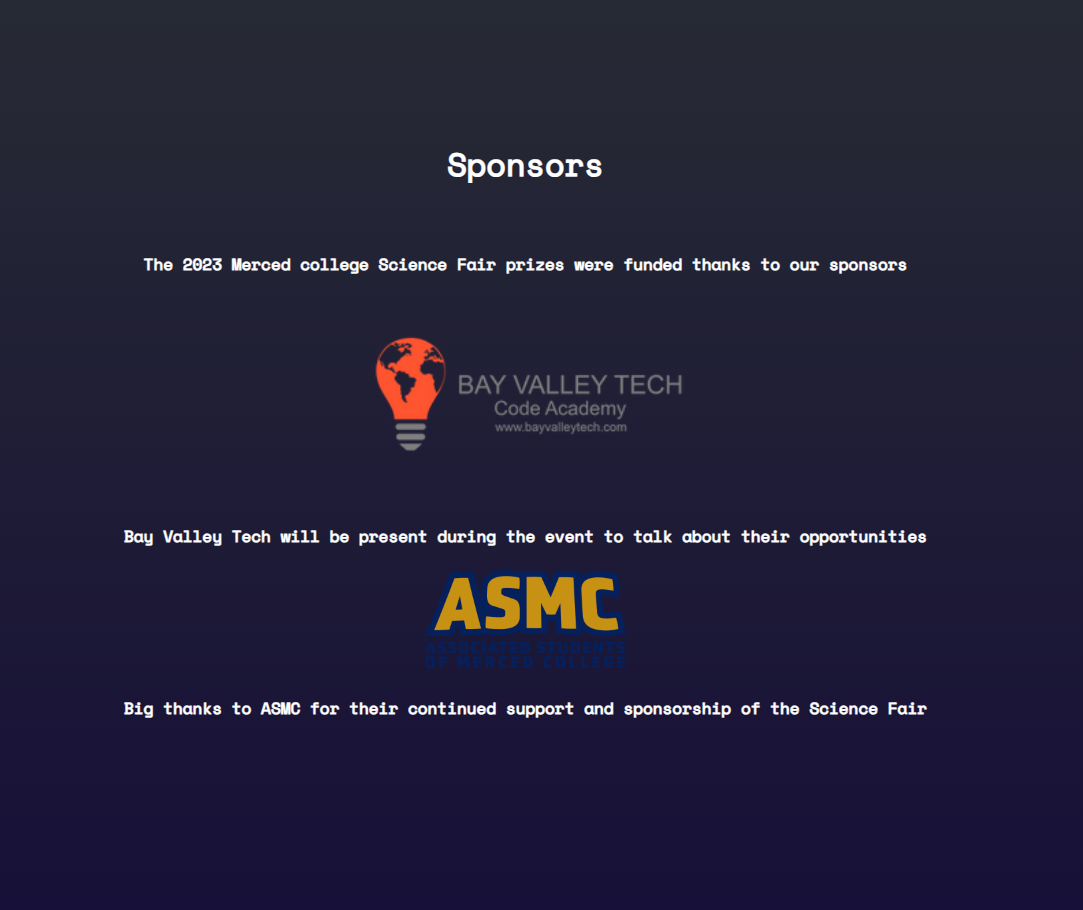 Sponsors
The 2023 Merced college Science Fair prizes were funded thanks to our sponsors
BAY VALLEY TECH
Code Academy
www.bayvalleytech.com
Bay Valley Tech will be present during the event to talk about their opportunities
ASMC
ASSOCIATED STUDENTS
OF MERCED COLLEGE
Big thanks to ASMC for their continued support and sponsorship of the Science Fair